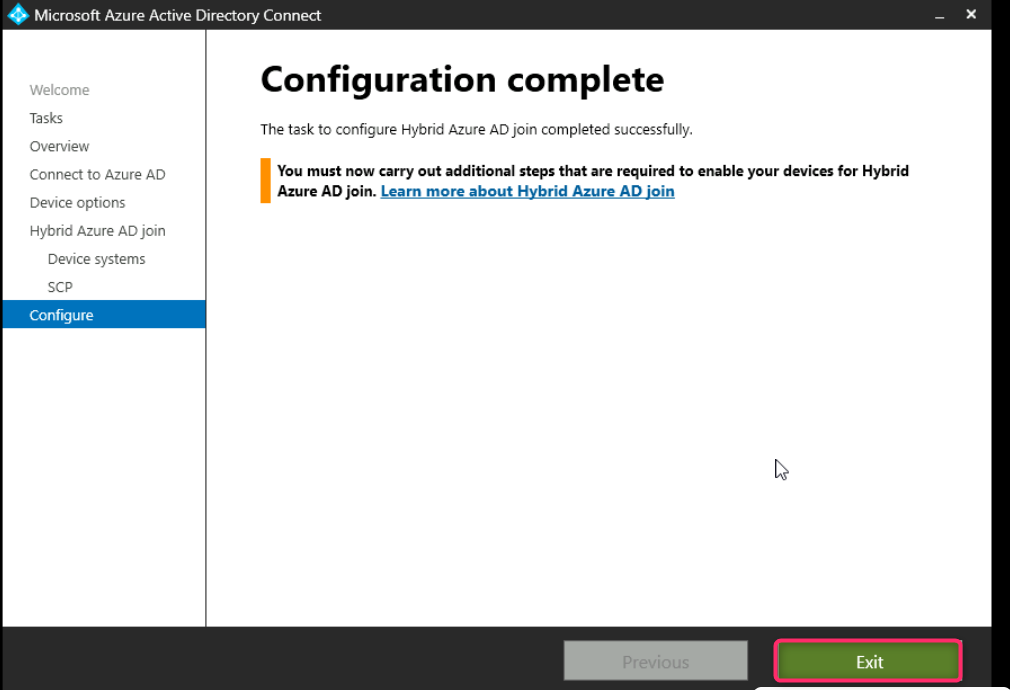 Microsoft Azure Active Directory Connect
Welcome
Tasks
Overview
Connect to Azure AD
Device options
Hybrid Azure AD join
Device systems
SCP
Configure
Configuration complete
The task to configure Hybrid Azure AD join completed successfully.
You must now carry out additional steps that are required to enable your devices for Hybrid
Azure AD join. Learn more about Hybrid Azure AD join
Previous
Exit